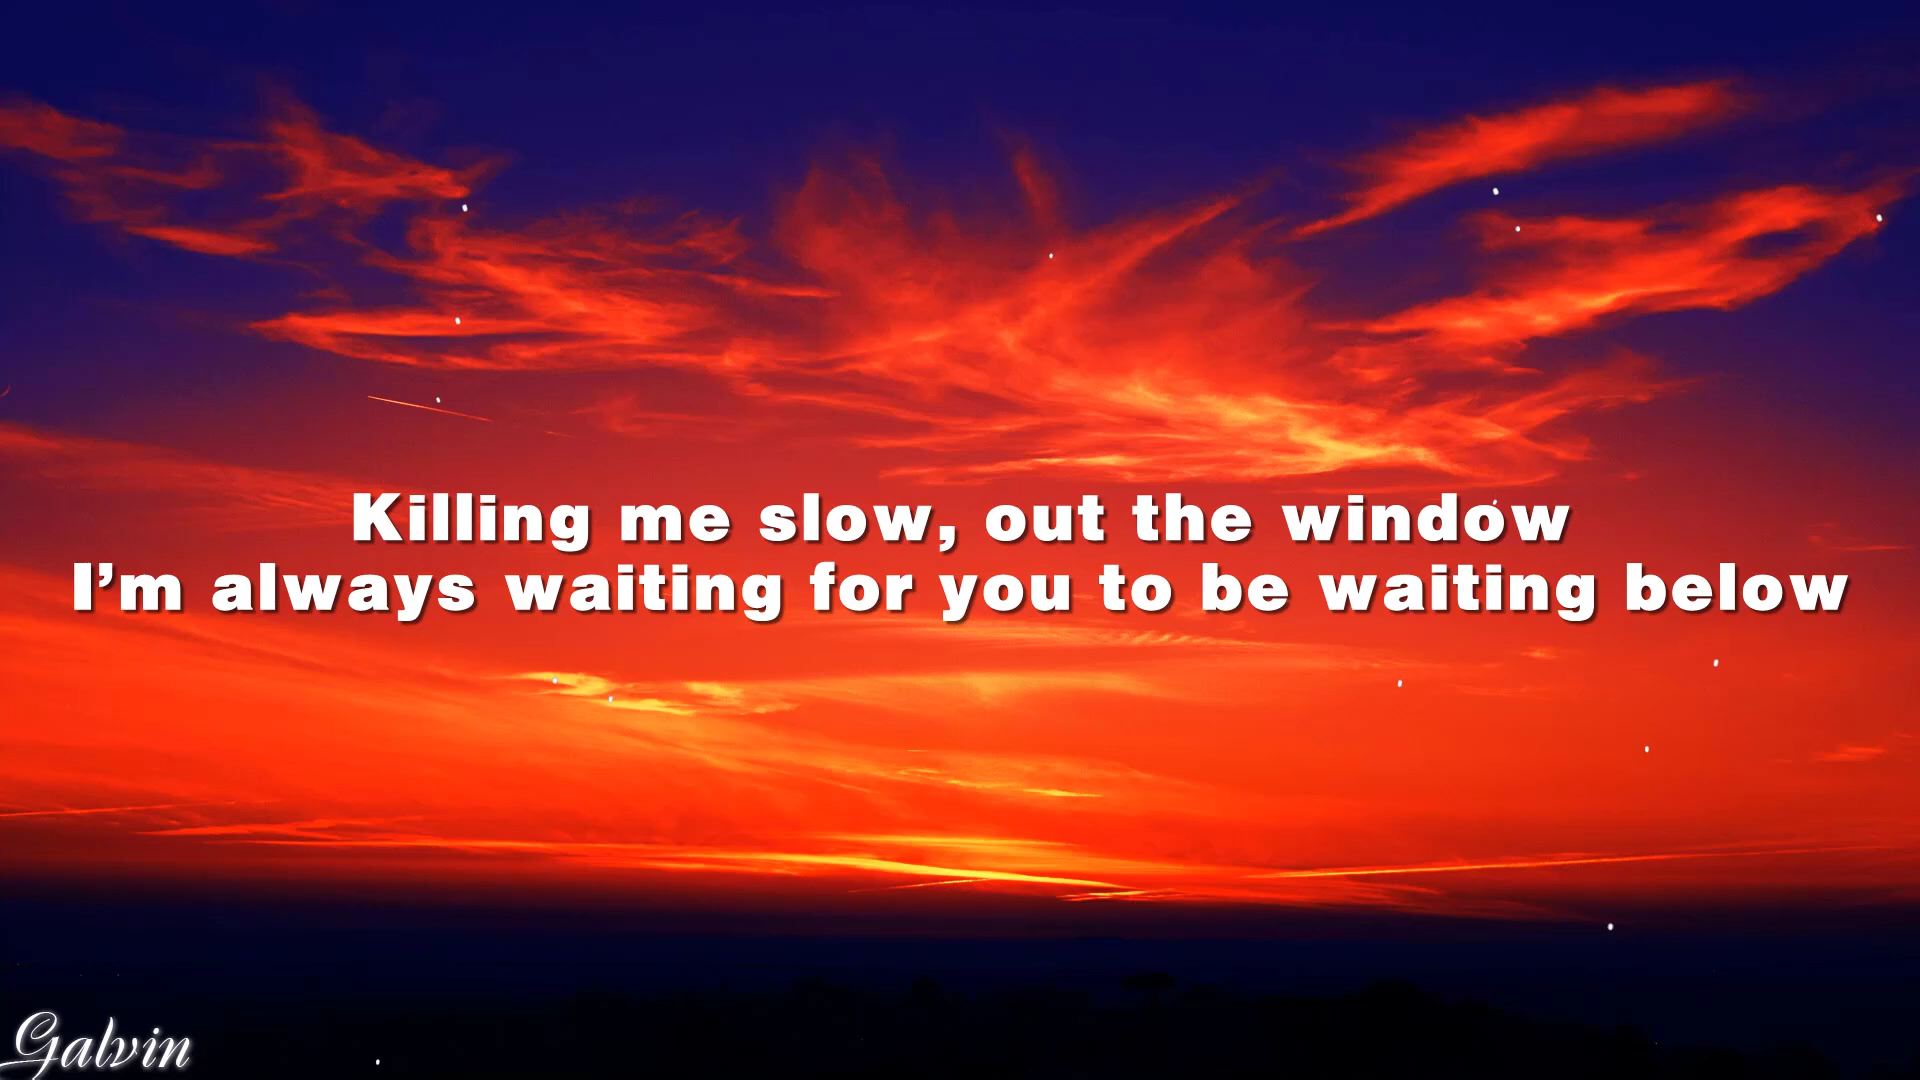 Killing me slow, out the window
I’m always waiting for you to be waiting below
Galvin